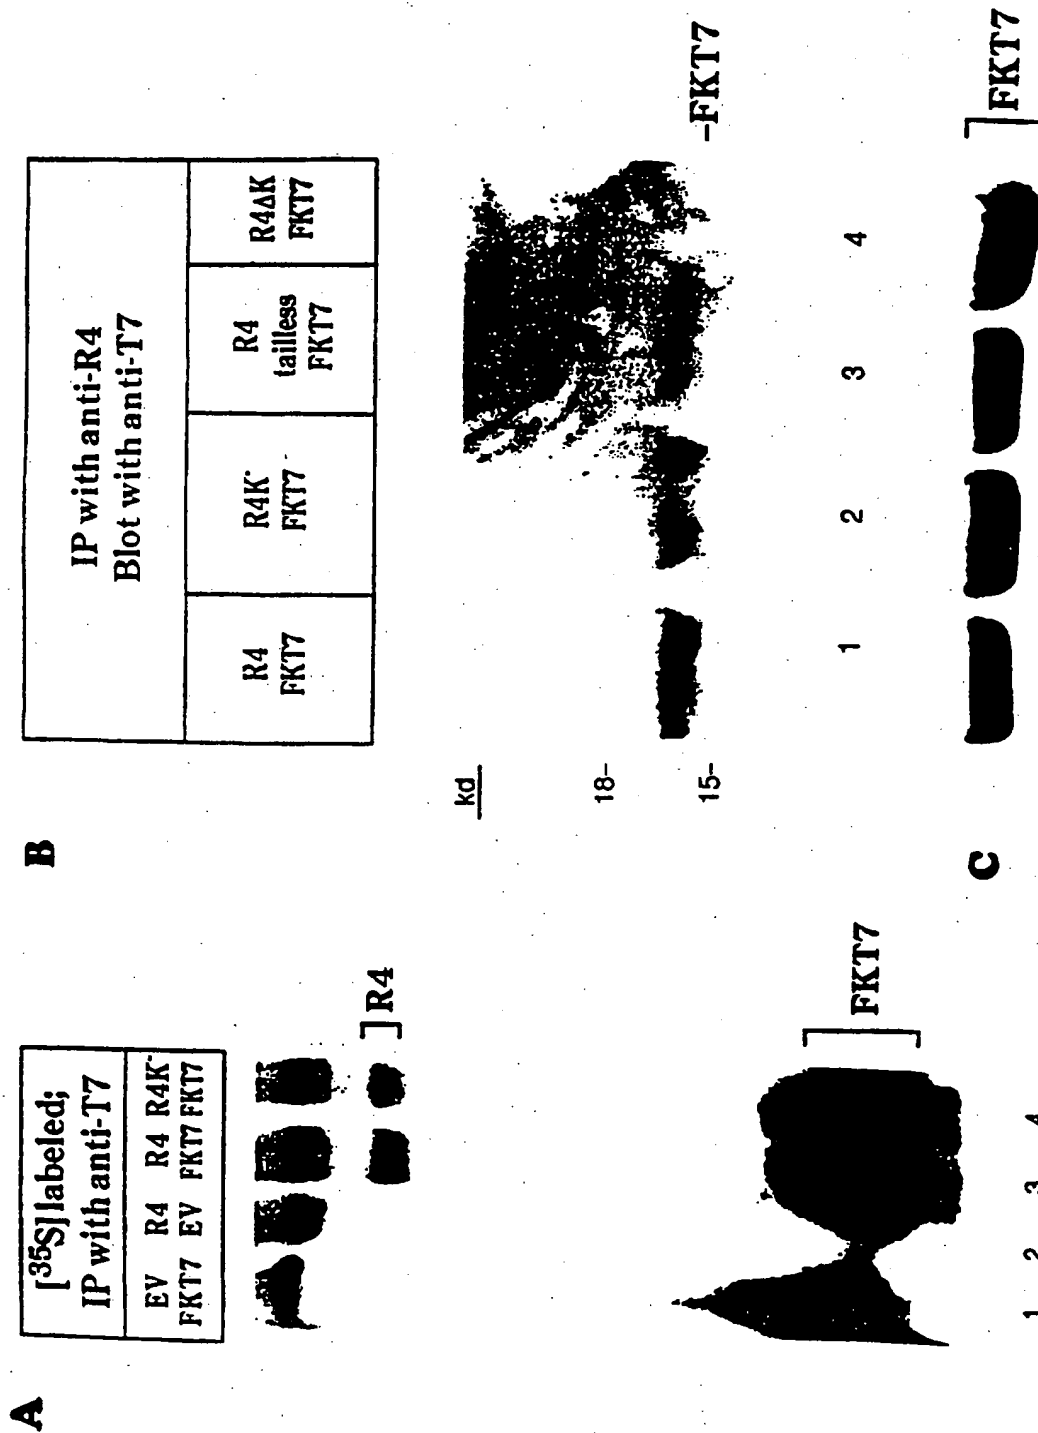 A
[35S] labeled;
IP with anti-T7
EV R4 R4 R4K-
FKT7 EV FKT7 FKT7
R4
FKT7
1 2 3 4
B
IP with anti-R4
Blot with anti-T7
R4
FKT7
R4K-
FKT7
R4
tailless
FKT7
R4ΔK
FKT7
kd
18-
15-
-FKT7
1 2 3 4
C
FKT7